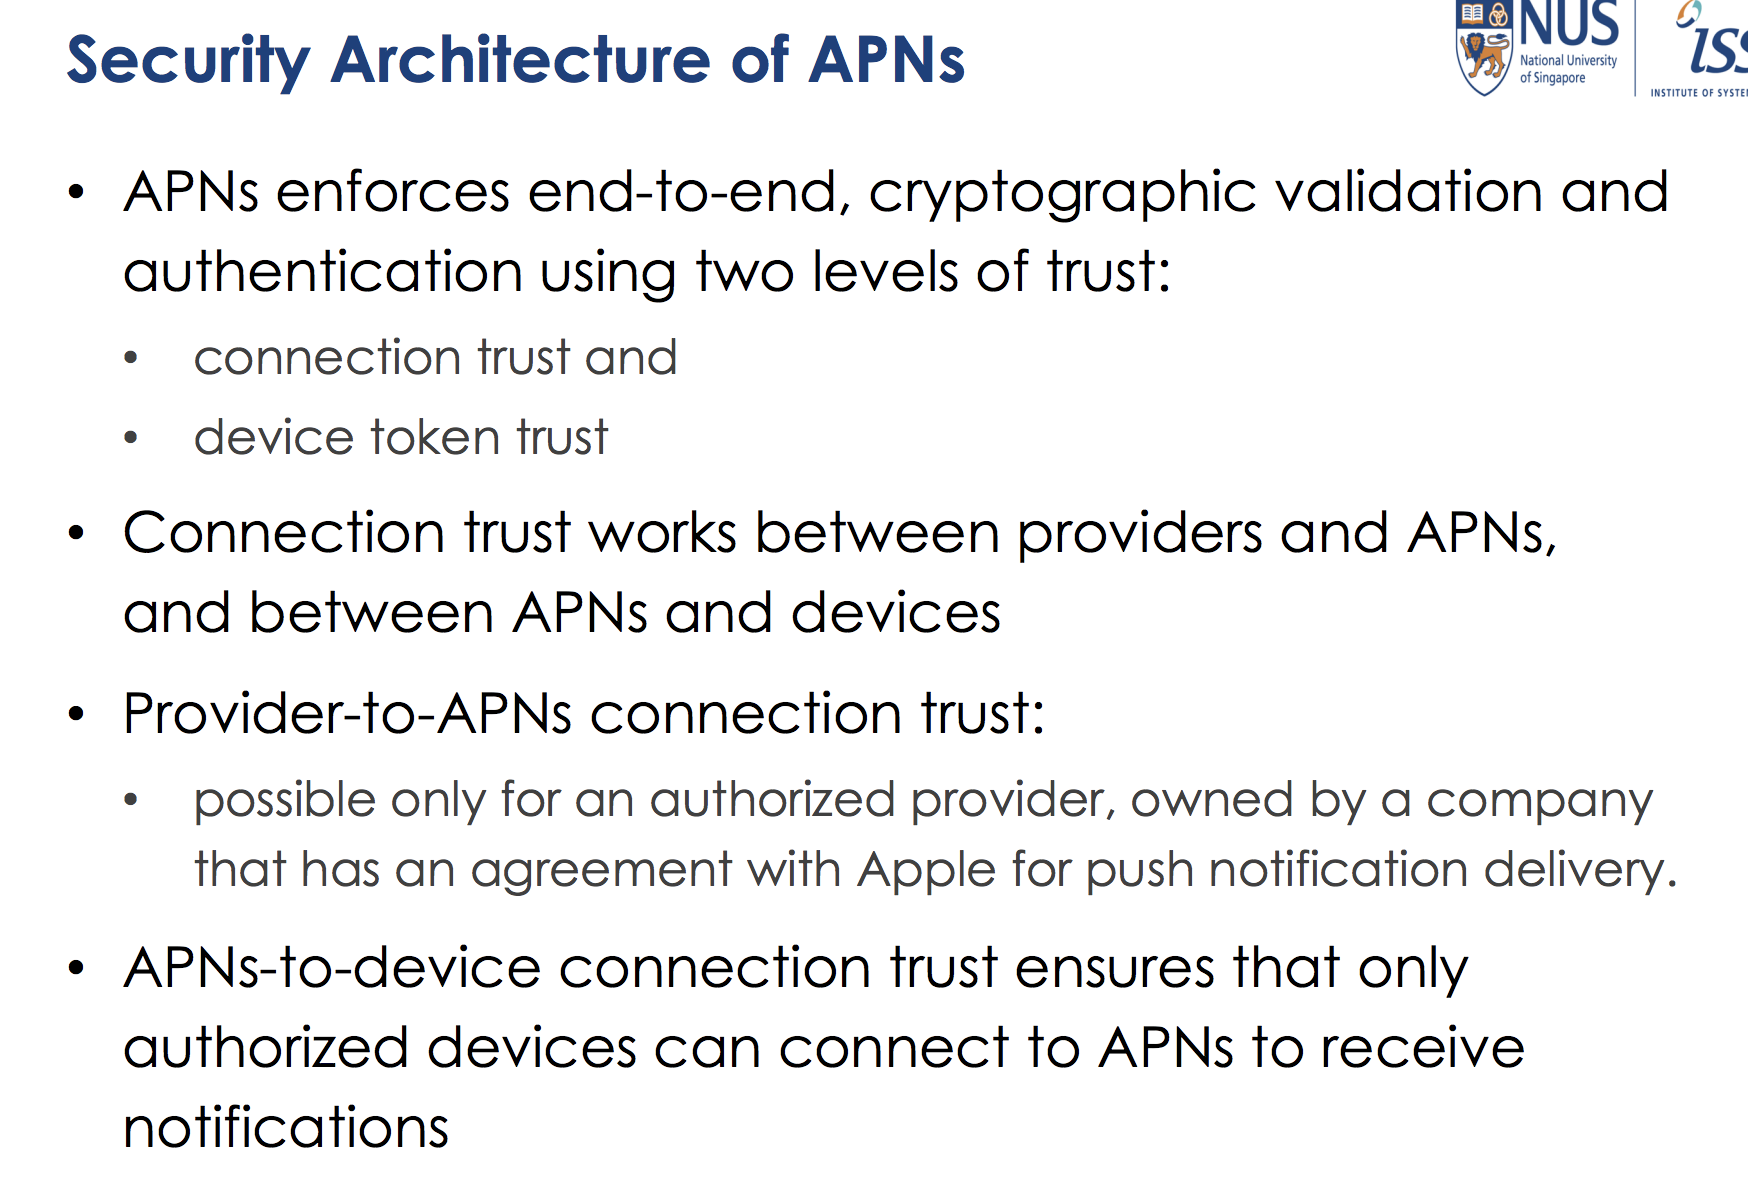 Security Architecture of APNs
NUS
National University
of Singapore
iss
INSTITUTE OF
• APNs enforces end-to-end, cryptographic validation and
authentication using two levels of trust:
• connection trust and
• device token trust
• Connection trust works between providers and APNs,
and between APNs and devices
• Provider-to-APNs connection trust:
• possible only for an authorized provider, owned by a company
that has an agreement with Apple for push notification delivery.
• APNs-to-device connection trust ensures that only
authorized devices can connect to APNs to receive
notifications